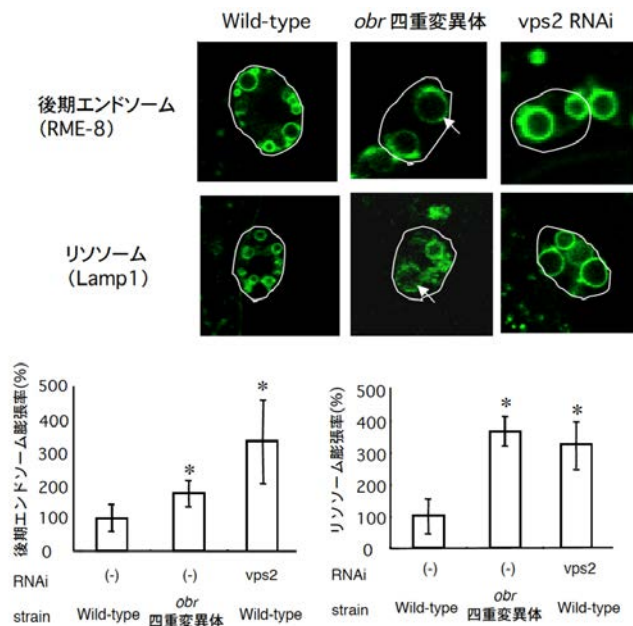 Wild-type
obr 四重変異体
vps2 RNAi
後期エンドソーム
(RME-8)
リソソーム
(Lamp1)
後期エンドソーム膨張率(%)
500
400
300
200
100
0
*
*
RNAi
(-)
(-)
vps2
strain
Wild-type
obr
四重変異体
Wild-type
リソソーム膨張率(%)
500
400
300
200
100
0
*
*
RNAi
(-)
(-)
vps2
strain
Wild-type
obr
四重変異体
Wild-type